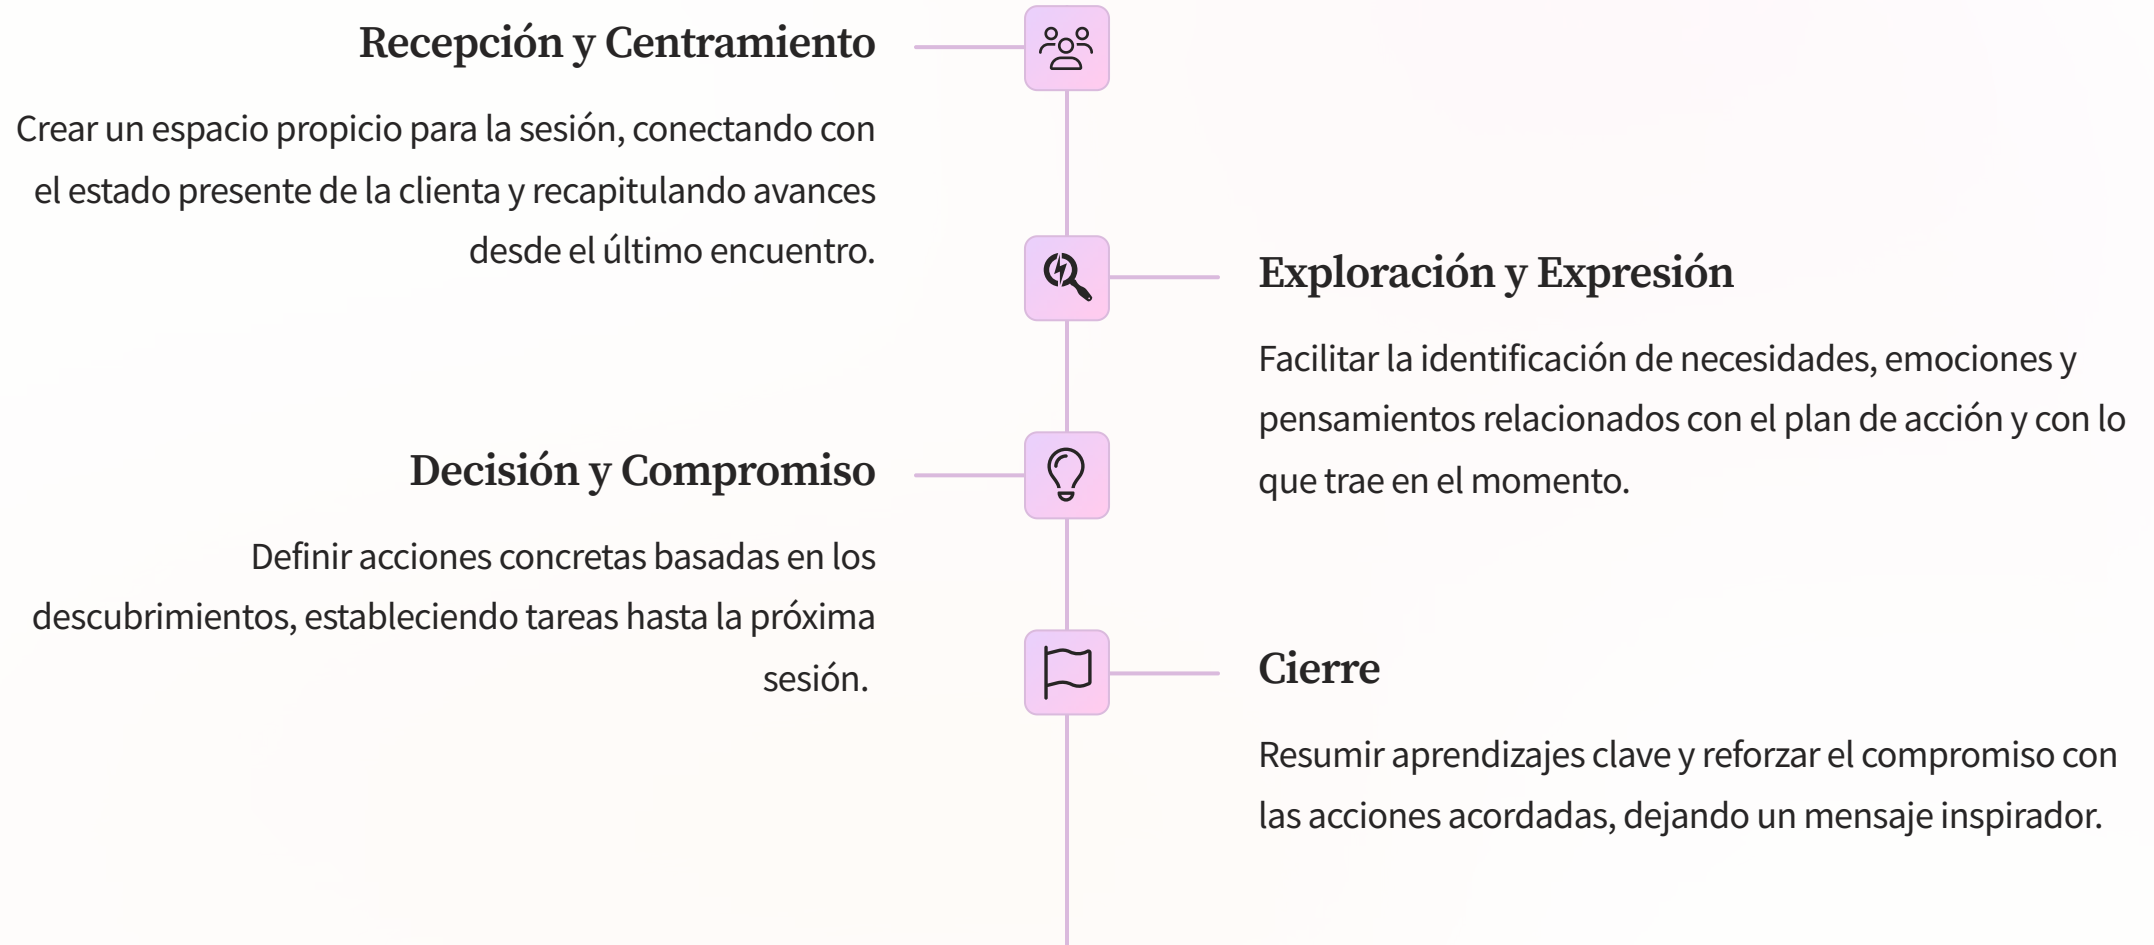 Recepción y Centramiento
Crear un espacio propicio para la sesión, conectando con
el estado presente de la clienta y recapitulando avances
desde el último encuentro.
Exploración y Expresión
Facilitar la identificación de necesidades, emociones y
pensamientos relacionados con el plan de acción y con lo
que trae en el momento.
Decisión y Compromiso
Definir acciones concretas basadas en los
descubrimientos, estableciendo tareas hasta la próxima
sesión.
Cierre
Resumir aprendizajes clave y reforzar el compromiso con
las acciones acordadas, dejando un mensaje inspirador.